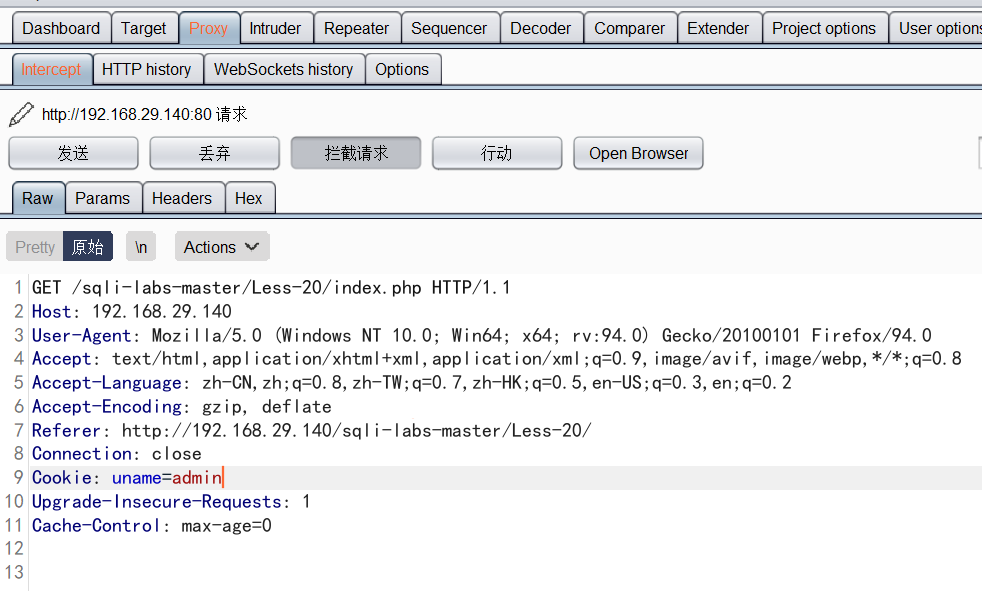 Dashboard Target Proxy Intruder Repeater Sequencer Decoder Comparer Extender Project options User options
Intercept HTTP history WebSockets history Options
http://192.168.29.140:80 请求
发送 丢弃 拦截请求 行动 Open Browser
Raw Params Headers Hex
Pretty 原始 \n Actions
1 GET /sqli-labs-master/Less-20/index.php HTTP/1.1
2 Host: 192.168.29.140
3 User-Agent: Mozilla/5.0 (Windows NT 10.0; Win64; x64; rv:94.0) Gecko/20100101 Firefox/94.0
4 Accept: text/html,application/xhtml+xml,application/xml;q=0.9,image/avif,image/webp,*/*;q=0.8
5 Accept-Language: zh-CN,zh;q=0.8,zh-TW;q=0.7,zh-HK;q=0.5,en-US;q=0.3,en;q=0.2
6 Accept-Encoding: gzip, deflate
7 Referer: http://192.168.29.140/sqli-labs-master/Less-20/
8 Connection: close
9 Cookie: uname=admin
10 Upgrade-Insecure-Requests: 1
11 Cache-Control: max-age=0
12
13